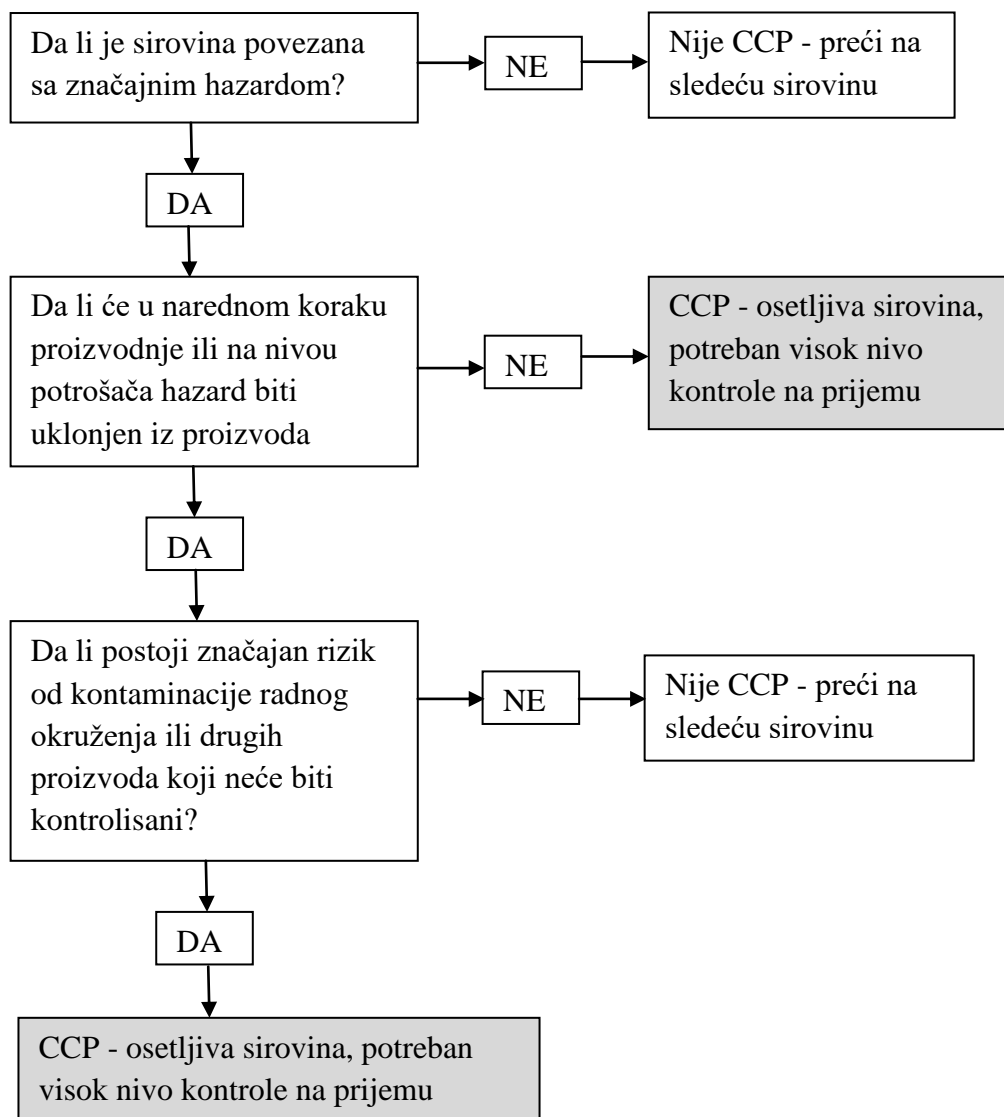 Da li je sirovina povezana
sa značajnim hazardom?
NE
Nije CCP - preći na
sledeću sirovinu
DA
Da li će u narednom koraku
proizvodnje ili na nivou
potrošača hazard biti
uklonjen iz proizvoda
NE
CCP - osetljiva sirovina,
potreban visok nivo
kontrole na prijemu
DA
Da li postoji značajan rizik
od kontaminacije radnog
okruženja ili drugih
proizvoda koji neće biti
kontrolisani?
NE
Nije CCP - preći na
sledeću sirovinu
DA
CCP - osetljiva sirovina, potreban
visok nivo kontrole na prijemu